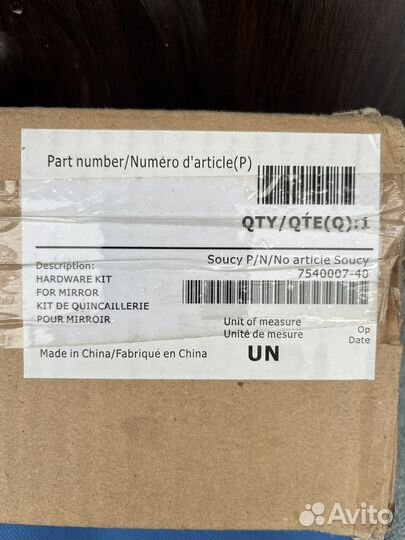 Part number/Numéro d'article(P)
QTY/QTE(Q):1
Soucy P/N/No article Soucy
7540007-40
Description:
HARDWARE KIT
FOR MIRROR
KIT DE QUINCAILLERIE
POUR MIRROIR
Unit of measure
Unité de mesure
UN
Op
Date
Made in China/Fabriqué en China
Avito